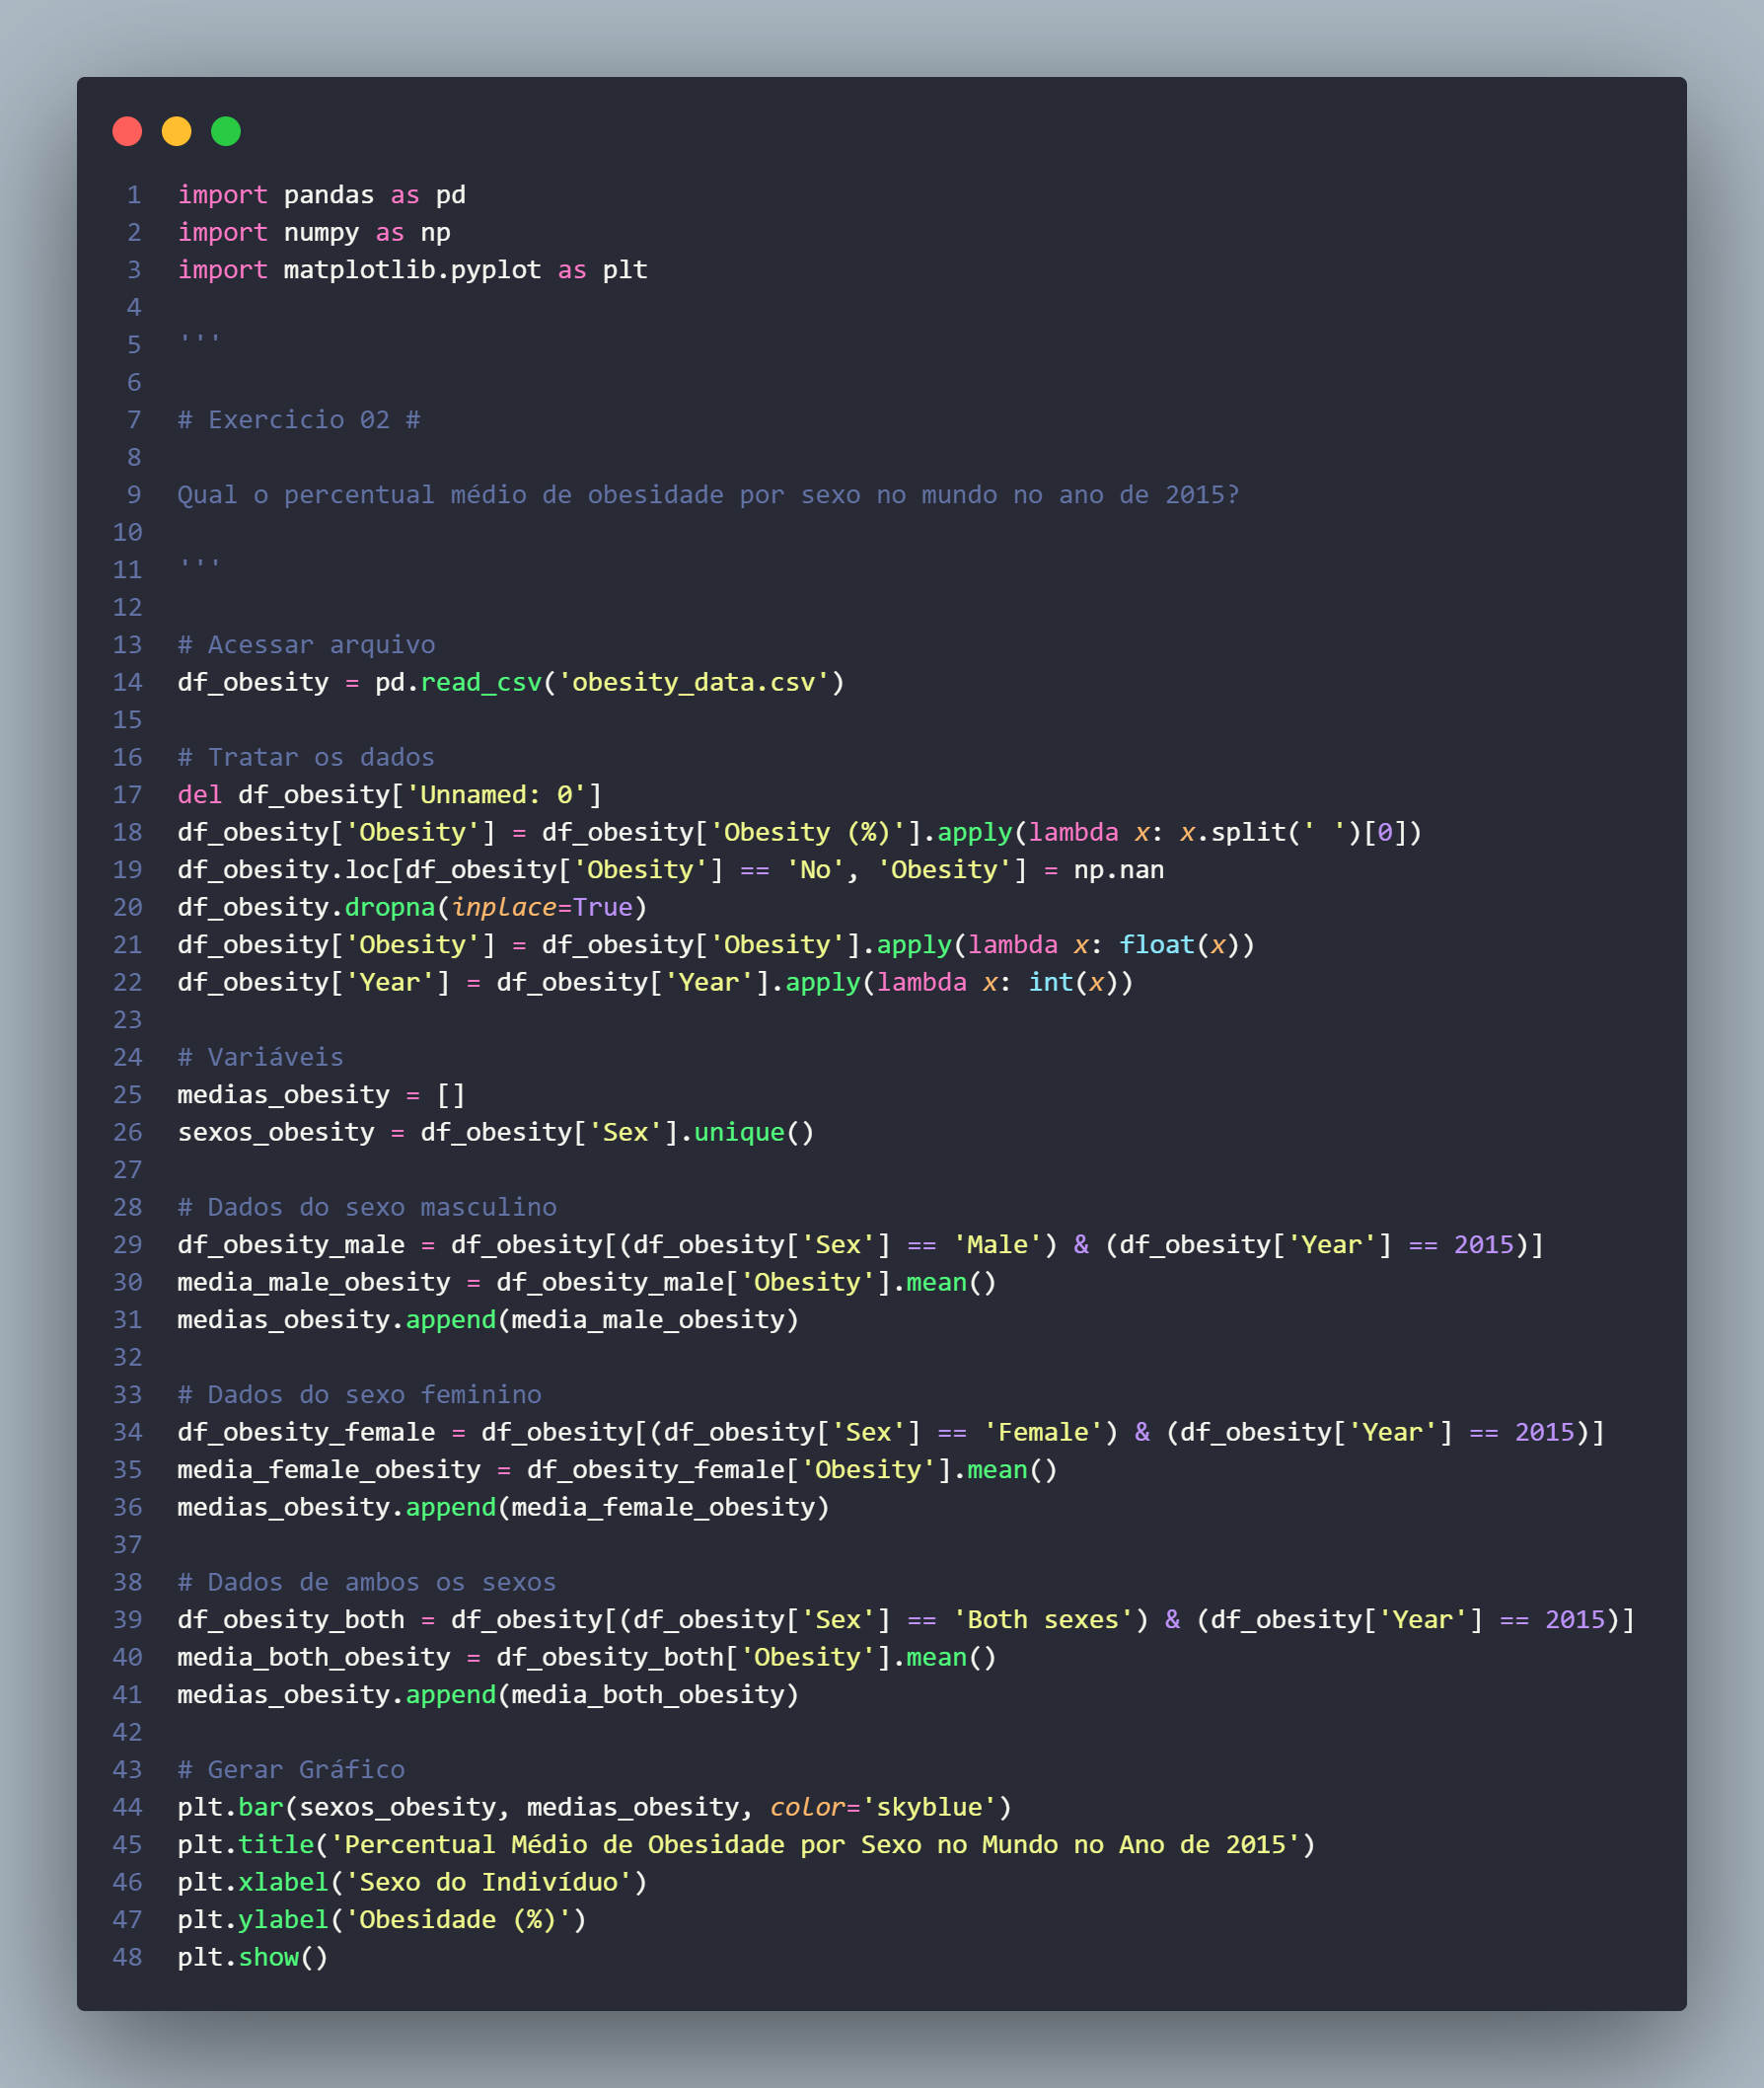 1 import pandas as pd
2 import numpy as np
3 import matplotlib.pyplot as plt
4
5 '''
6
7 # Exercicio 02 #
8
9 Qual o percentual médio de obesidade por sexo no mundo no ano de 2015?
10
11 '''
12
13 # Acessar arquivo
14 df_obesity = pd.read_csv('obesity_data.csv')
15
16 # Tratar os dados
17 del df_obesity['Unnamed: 0']
18 df_obesity['Obesity'] = df_obesity['Obesity (%)'].apply(lambda x: x.split(' ')[0])
19 df_obesity.loc[df_obesity['Obesity'] == 'No', 'Obesity'] = np.nan
20 df_obesity.dropna(inplace=True)
21 df_obesity['Obesity'] = df_obesity['Obesity'].apply(lambda x: float(x))
22 df_obesity['Year'] = df_obesity['Year'].apply(lambda x: int(x))
23
24 # Variáveis
25 medias_obesity = []
26 sexos_obesity = df_obesity['Sex'].unique()
27
28 # Dados do sexo masculino
29 df_obesity_male = df_obesity[(df_obesity['Sex'] == 'Male') & (df_obesity['Year'] == 2015)]
30 media_male_obesity = df_obesity_male['Obesity'].mean()
31 medias_obesity.append(media_male_obesity)
32
33 # Dados do sexo feminino
34 df_obesity_female = df_obesity[(df_obesity['Sex'] == 'Female') & (df_obesity['Year'] == 2015)]
35 media_female_obesity = df_obesity_female['Obesity'].mean()
36 medias_obesity.append(media_female_obesity)
37
38 # Dados de ambos os sexos
39 df_obesity_both = df_obesity[(df_obesity['Sex'] == 'Both sexes') & (df_obesity['Year'] == 2015)]
40 media_both_obesity = df_obesity_both['Obesity'].mean()
41 medias_obesity.append(media_both_obesity)
42
43 # Gerar Gráfico
44 plt.bar(sexos_obesity, medias_obesity, color='skyblue')
45 plt.title('Percentual Médio de Obesidade por Sexo no Mundo no Ano de 2015')
46 plt.xlabel('Sexo do Indivíduo')
47 plt.ylabel('Obesidade (%)')
48 plt.show()